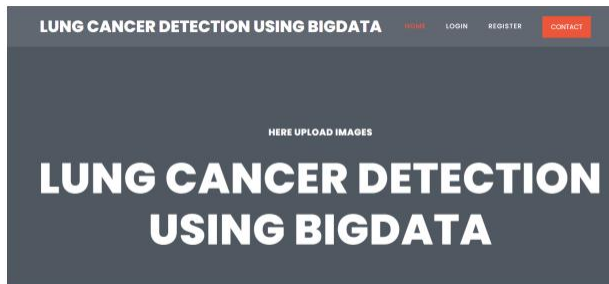 LUNG CANCER DETECTION USING BIGDATA HOME LOGIN REGISTER CONTACT
HERE UPLOAD IMAGES
LUNG CANCER DETECTION
USING BIGDATA